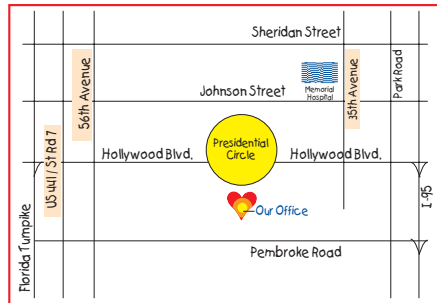 Sheridan Street
56th Avenue
35th Avenue
Park Road
Johnson Street
Memorial
Hospital
US 441 / St Rd 7
Hollywood Blvd.
Presidential
Circle
Hollywood Blvd.
Our Office
I-95
Florida Turnpike
Pembroke Road